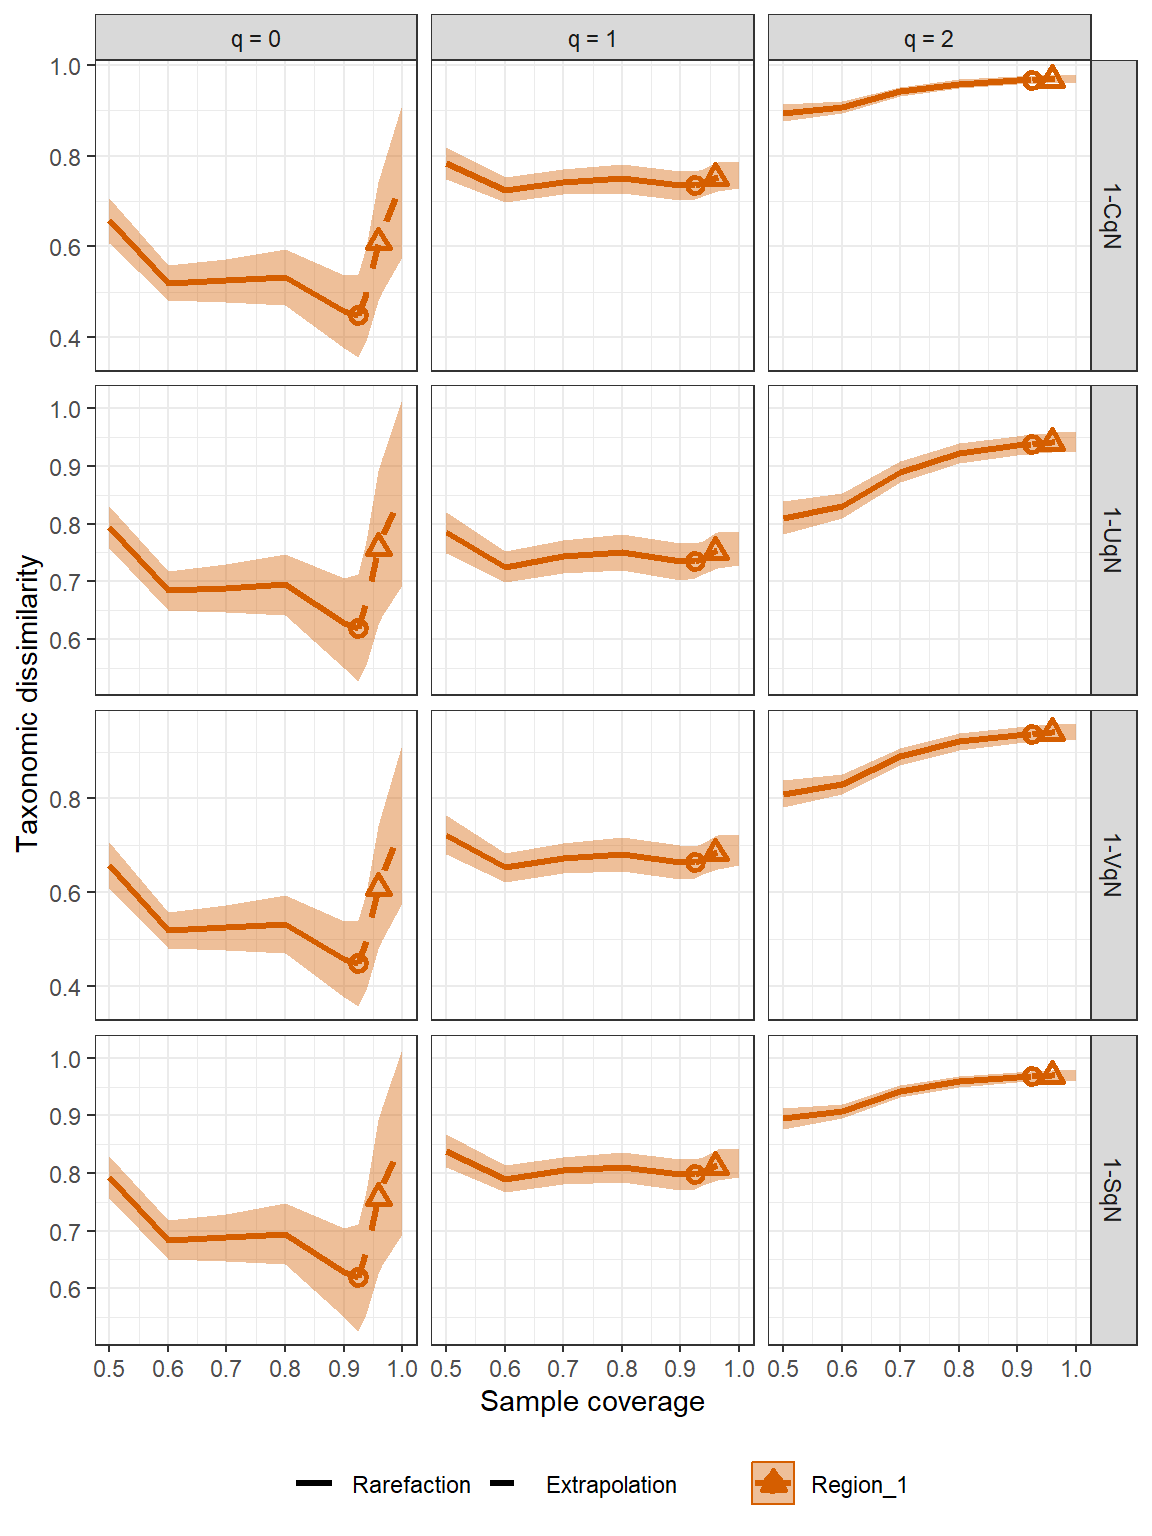 q = 0
q = 1
q = 2
1.0
0.8
0.6
0.4
1-CqN
1.0
0.9
0.8
0.7
0.6
1-UqN
Taxonomic dissimilarity
0.8
0.6
0.4
1-VqN
1.0
0.9
0.8
0.7
0.6
1-SqN
0.5 0.6 0.7 0.8 0.9 1.0 0.5 0.6 0.7 0.8 0.9 1.0 0.5 0.6 0.7 0.8 0.9 1.0
Sample coverage
Rarefaction Extrapolation Region_1